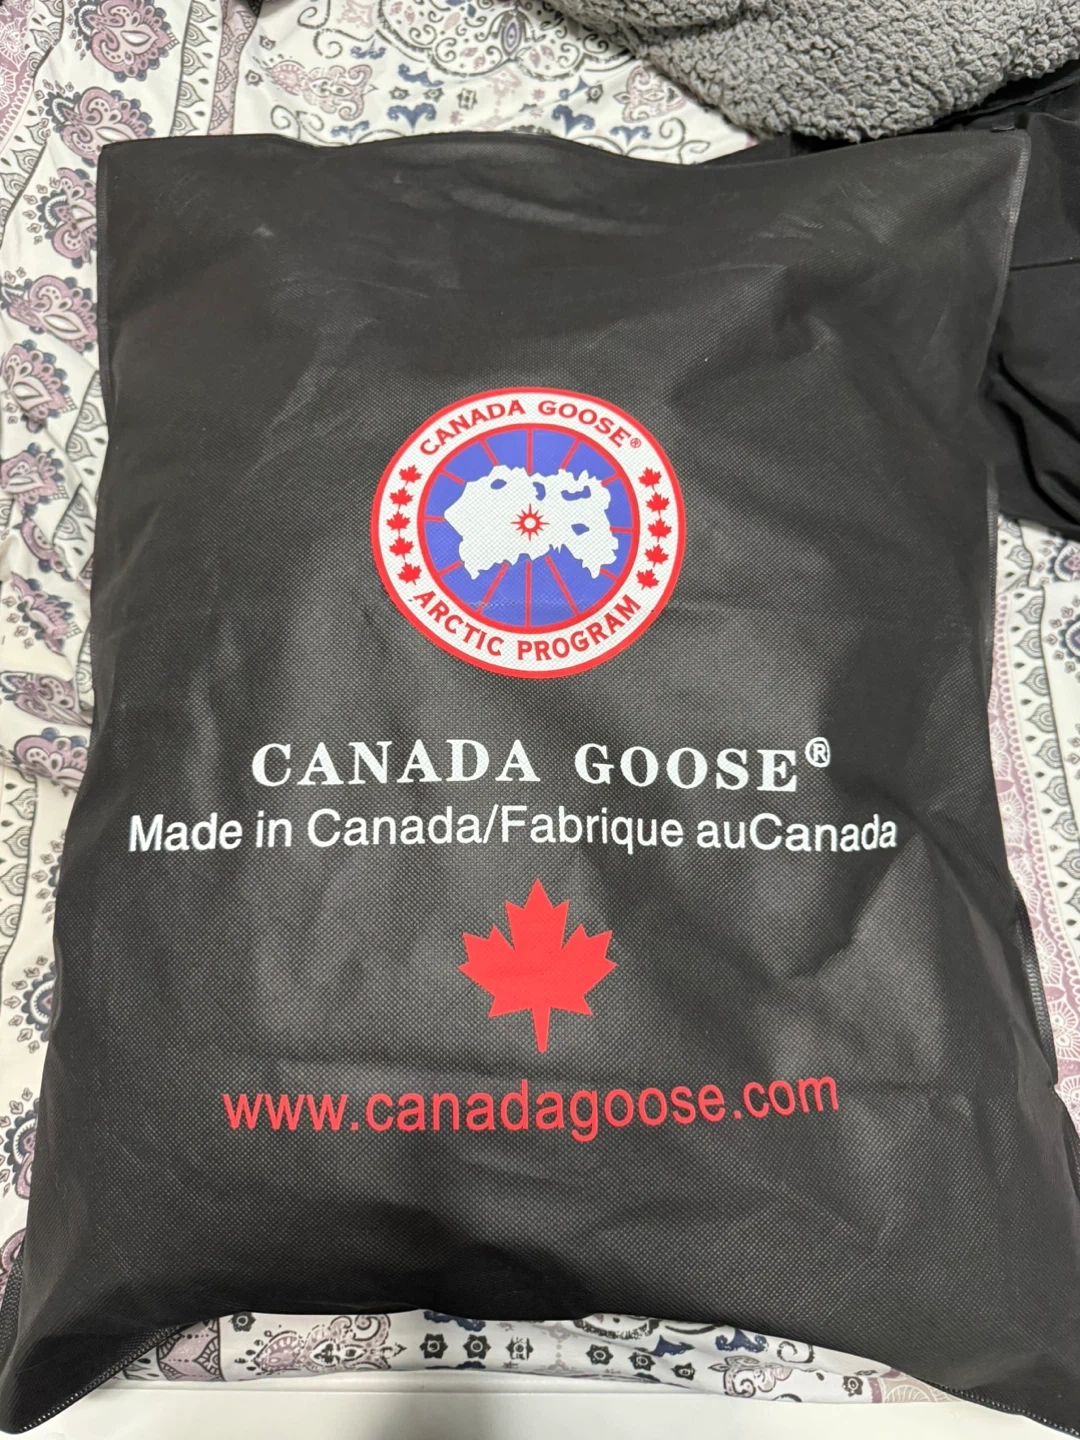 CANADA GOOSE®
ARCTIC PROGRAM
CANADA GOOSE®
Made in Canada/Fabrique auCanada
www.canadagoose.com